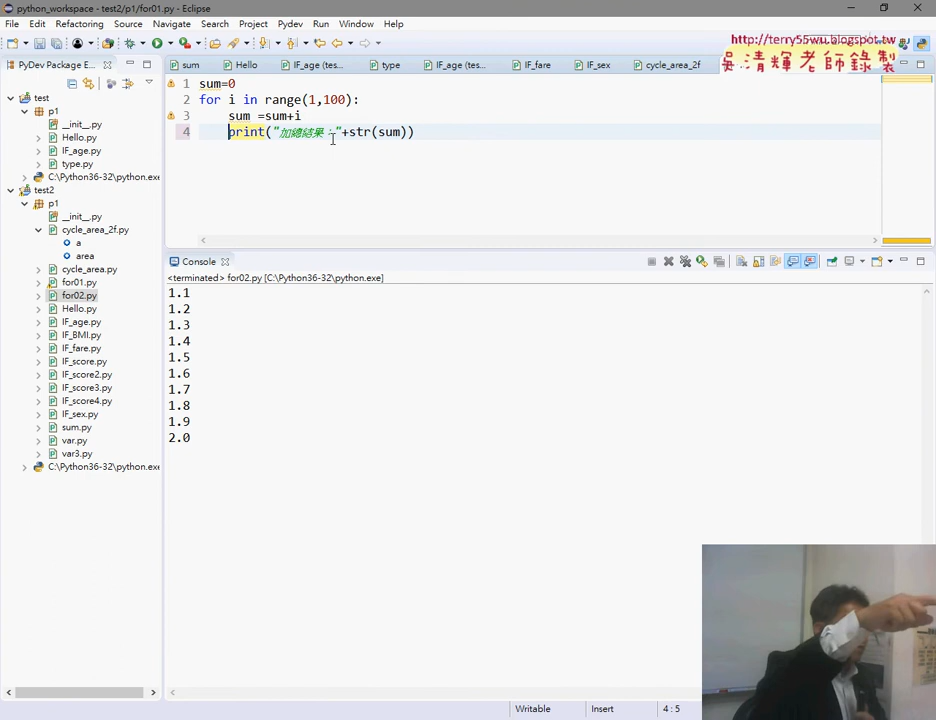 python_workspace - test2/p1/for01.py - Eclipse
File Edit Refactoring Source Navigate Search Project Pydev Run Window Help
http://terry55wu.blogspot.tw
吳清輝老師錄製
PyDev Package E...
sum Hello IF_age (tes... type IF_age (tes... IF_fare IF_sex cycle_area_2f
test
p1
__init__.py
Hello.py
IF_age.py
type.py
C:\Python36-32\python.exe
test2
p1
__init__.py
cycle_area_2f.py
a
area
cycle_area.py
for01.py
for02.py
Hello.py
IF_age.py
IF_BMI.py
IF_fare.py
IF_score.py
IF_score2.py
IF_score3.py
IF_score4.py
IF_sex.py
sum.py
var.py
var3.py
C:\Python36-32\python.exe
1 sum=0
2 for i in range(1,100):
3 sum =sum+i
4 print("加總結果："+str(sum))
Console
<terminated> for02.py [C:\Python36-32\python.exe]
1.1
1.2
1.3
1.4
1.5
1.6
1.7
1.8
1.9
2.0
Writable Insert 4 : 5